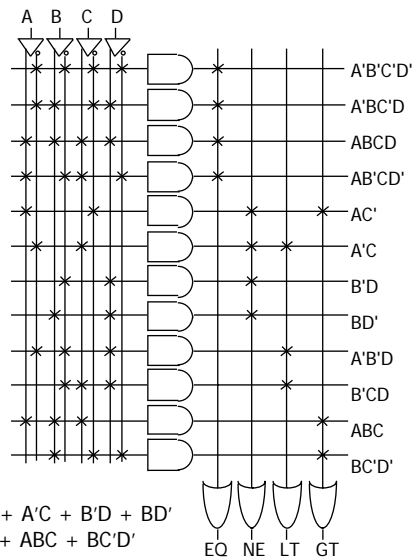 A B C D
A'B'C'D'
A'BC'D
ABCD
AB'CD'
AC'
A'C
B'D
BD'
A'B'D
B'CD
ABC
BC'D'
+ A'C + B'D + BD'
+ ABC + BC'D'
EQ NE LT GT